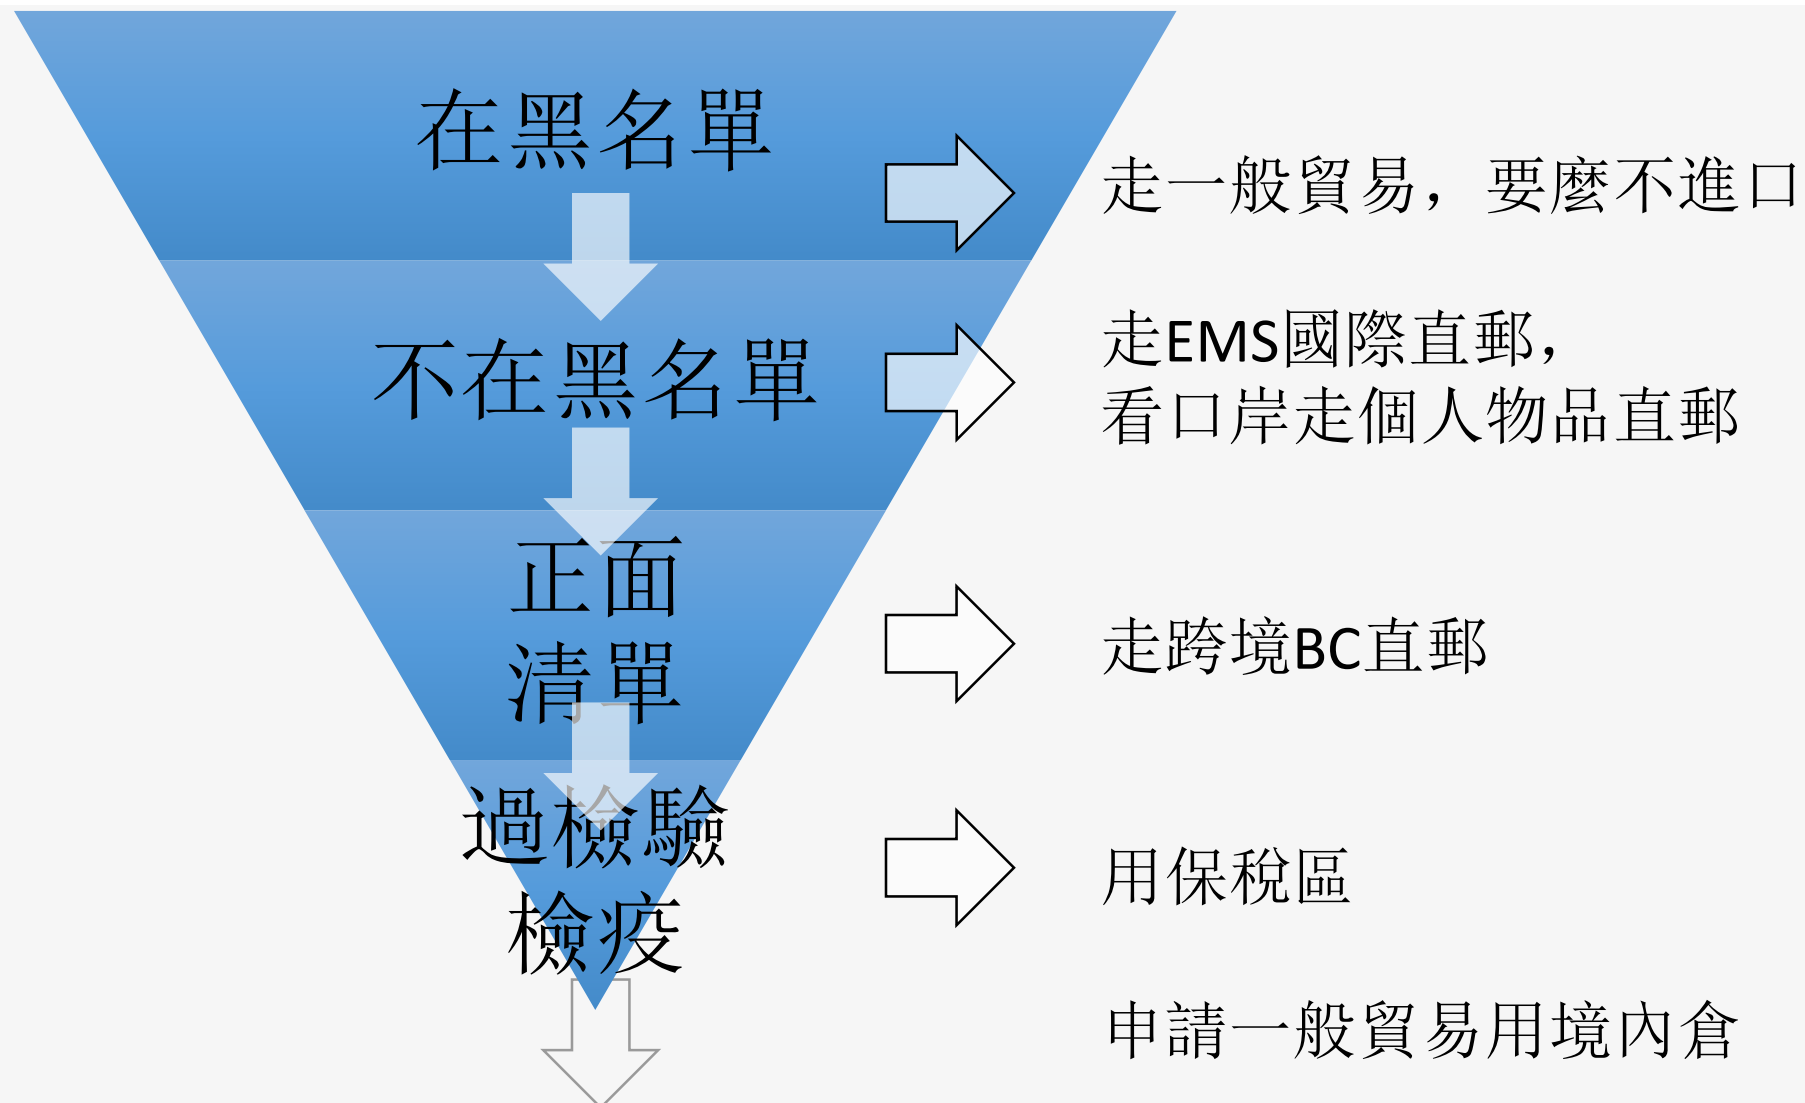 在黑名單
走一般貿易，要麼不進口
不在黑名單
走EMS國際直郵，
看口岸走個人物品直郵
正面
清單
走跨境BC直郵
過檢驗
檢疫
用保稅區
申請一般貿易用境內倉